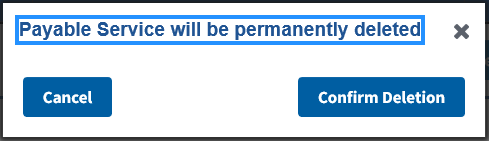 Payable Service will be permanently deleted
Cancel
Confirm Deletion